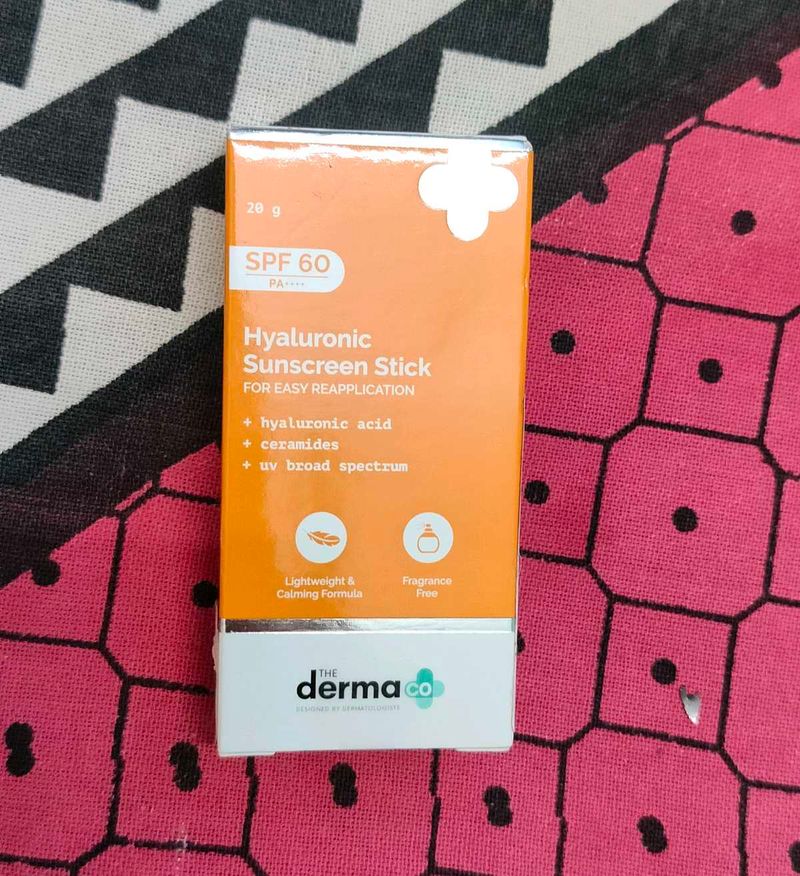 20 g
SPF 60
PA++++
Hyaluronic
Sunscreen Stick
FOR EASY REAPPLICATION
+ hyaluronic acid
+ ceramides
+ uv broad spectrum
Lightweight &
Calming Formula
Fragrance
Free
THE
derma co
DESIGNED BY DERMATOLOGISTS